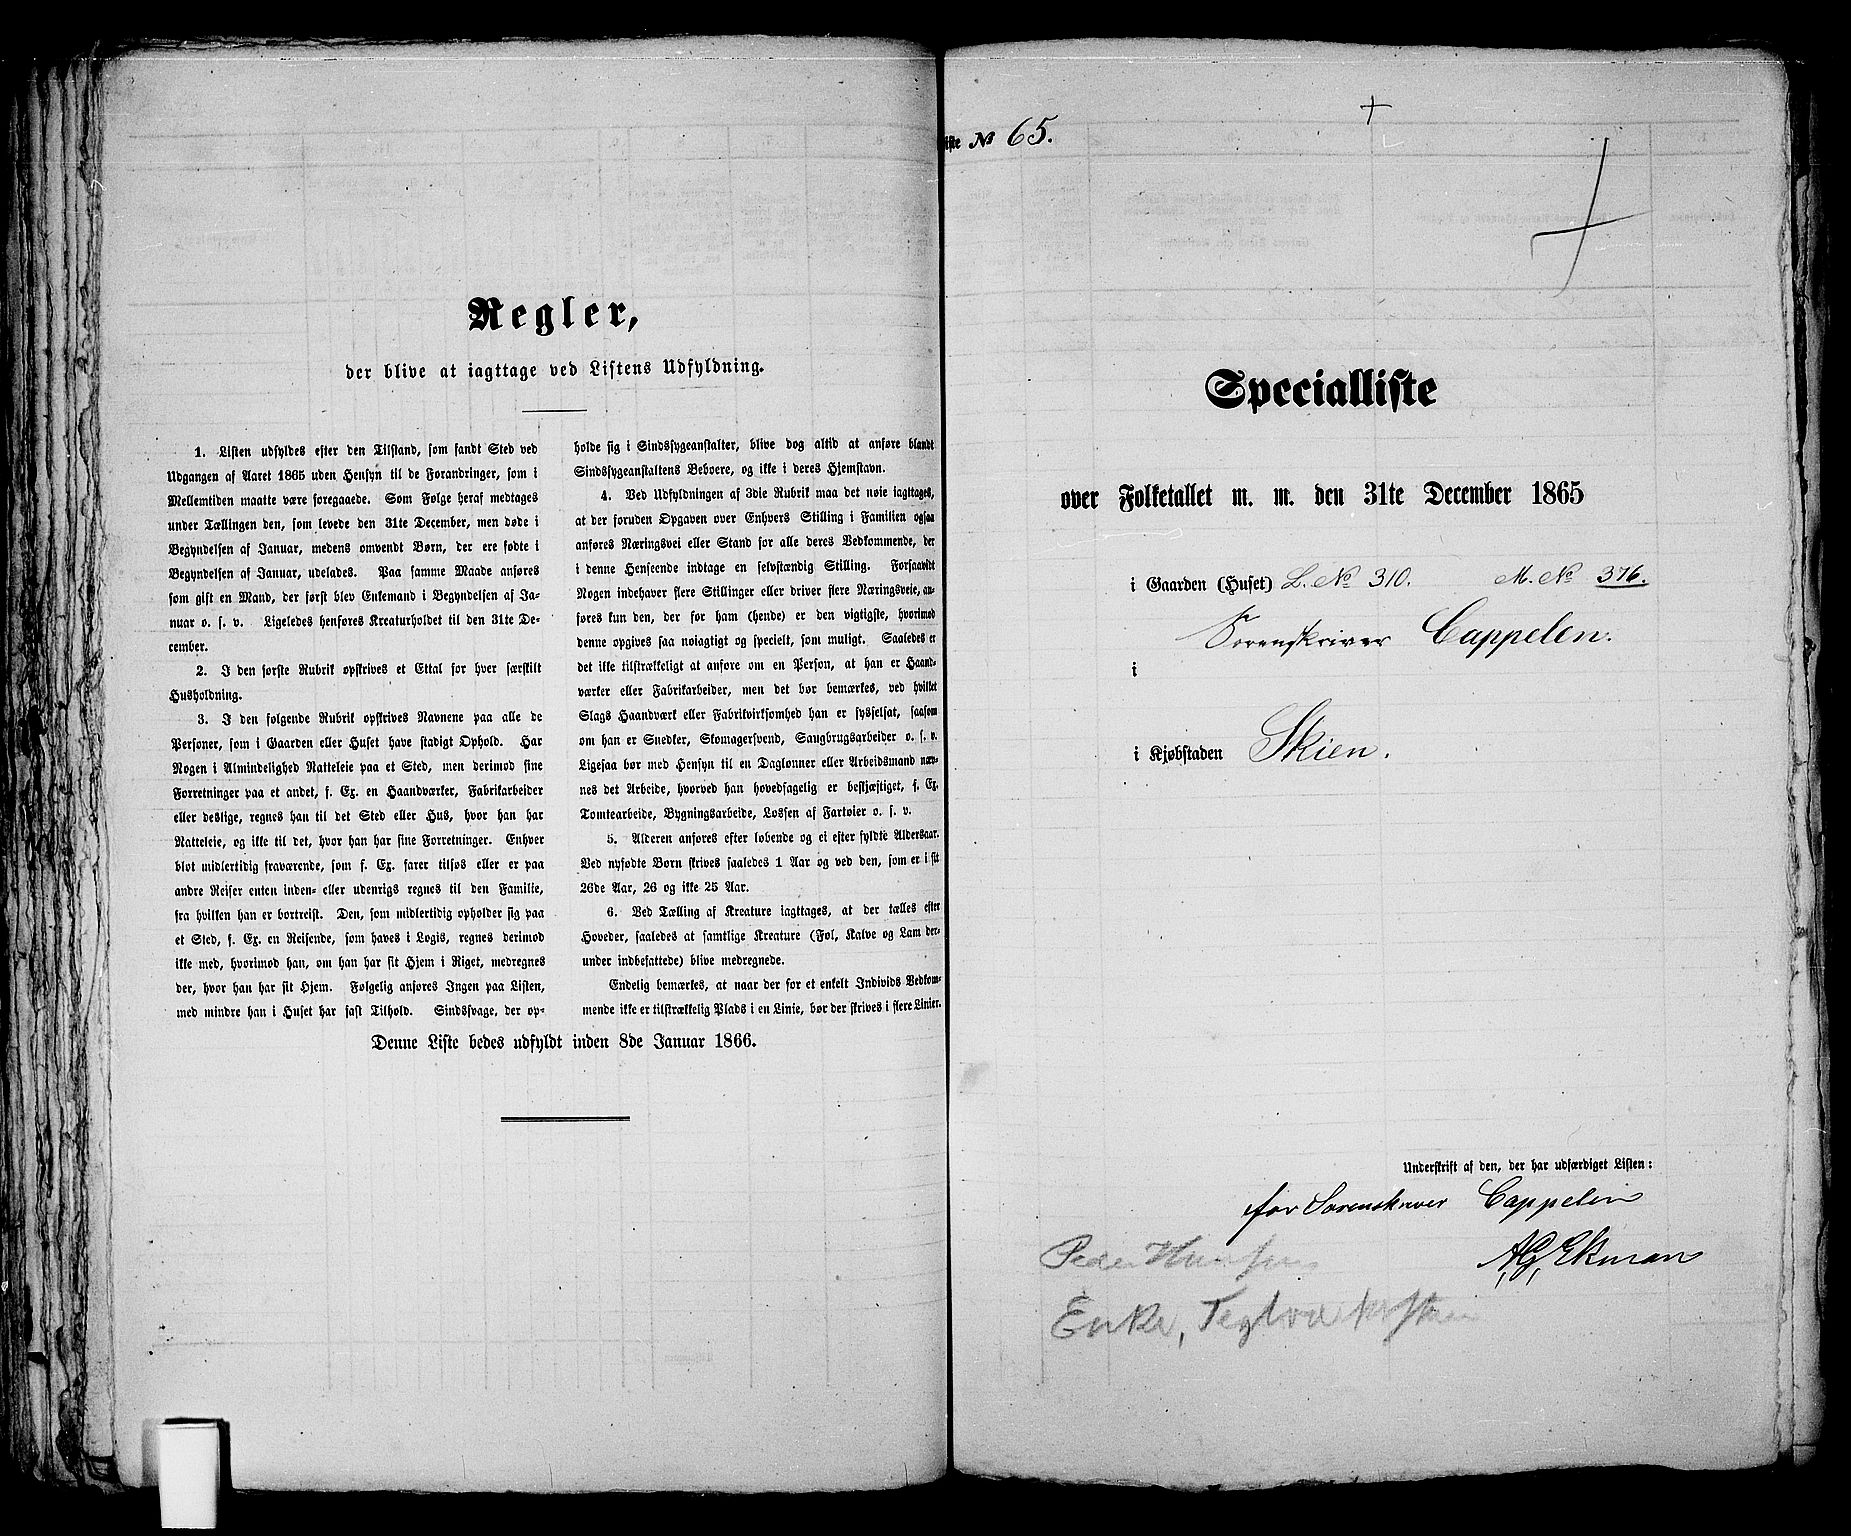 Regler,
der blive at iagttage ved Listens Udfyldning.
1. Listen udfyldes efter den Tilstand, som fandt Sted ved
Udgangen af Aaret 1865 uden Hensyn til de Forandringer, som i
Mellemtiden maatte være foregaaede. Som Følge heraf medtages
under Tællingen den, som levede den 31te December, men døde i
Begyndelsen af Januar, medens omvendt Børn, der ere fødte i
Begyndelsen af Januar, udelades. Paa samme Maade anføres
som gift en Mand, der først blev Enkemand i Begyndelsen af Ja-
nuar o. s. v. Ligeledes henføres Kreaturholdet til den 31te De-
cember.
2. I den første Rubrik opskrives et Ettal for hver særskilt
Husholdning.
3. I den følgende Rubrik opskrives Navnene paa alle de
Personer, som i Gaarden eller Huset have stadigt Ophold. Har
Nogen i Almindelighed Natteleie paa et Sted, men derimod sine
Forretninger paa et andet, f. Ex. en Haandværker, Fabrikarbeider
eller deslige, regnes han til det Sted eller Hus, hvor han har
Natteleie, og ikke til det, hvor han har sine Forretninger. Enhver
blot midlertidig fraværende, som f. Ex. farer tilsøs eller er paa
andre Reiser enten inden- eller udenrigs regnes til den Familie,
fra hvilken han er bortreist. Den, som midlertidig opholder sig paa
et Sted, f. Ex. en Reisende, som haves i Logis, regnes derimod
ikke med, hvorimod han, om han har sit Hjem i Riget, medregnes
der, hvor han har sit Hjem. Følgelig anføres Ingen paa Listen,
med mindre han i Huset har fast Tilhold. Sindssvage, der op-
holde sig i Sindssygeanstalter, blive dog altid at anføre blandt
Sindssygeanstaltens Beboere, og ikke i deres Hjemstavn.
4. Ved Udfyldningen af 3die Rubrik maa det nøie iagttages,
at der foruden Opgaven over Enhvers Stilling i Familien ogsaa
anføres Næringsvei eller Stand for alle deres Vedkommende, der
i denne Henseende indtage en selvstændig Stilling. Forsaavidt
Nogen indehaver flere Stillinger eller driver flere Næringsveie, an-
føres kun den, der for ham (hende) er den vigtigste, hvorimod
denne opgives saa nøiagtigt og specielt, som muligt. Saaledes er
det ikke tilstrækkeligt at anføre om en Person, at han er Haand-
værker eller Fabrikarbeider, men det bør bemærkes, ved hvilket
Slags Haandværk eller Fabrikvirksomhed han er sysselsat, saasom
om han er Snedker, Skomagersvend, Saugbrugsarbeider o. s. v.
Ligesaa bør med Hensyn til en Daglønner eller Arbeidsmand næv-
nes det Arbeide, hvorved han hovedsagelig er beskjæftiget, f. Ex.
Tomtearbeide, Bygningsarbeide, Lossen af Fartøier o. s. v.
5. Alderen anføres efter løbende og ei efter fyldte Aldersaar.
Ved nyfødte Børn skrives saaledes 1 Aar og ved den, som er i sit
26de Aar, 26 og ikke 25 Aar.
6. Ved Tælling af Kreature iagttages, at der tælles efter
Hoveder, saaledes at samtlige Kreature (Føl, Kalve og Lam der-
under indbefattede) blive medregnede.
Endelig bemærkes, at naar der for et enkelt Individs Vedkom-
mende ikke er tilstrækkelig Plads i en Linie, bør der skrives i flere Linier.
Denne Liste bedes udfyldt inden 8de Januar 1866.
iste № 65.
Specialliste
over Folketallet m. m. den 31te December 1865
i Gaarden (Huset) L. No 310. M. No 376.
Sorenskriver Cappelen.
i
i Kjøbstaden Skien.
Underskrift af den, der har udfærdiget Listen:
for Sorenskriver Cappelen
A. G. Ekman
Peder Hansens
Enke,